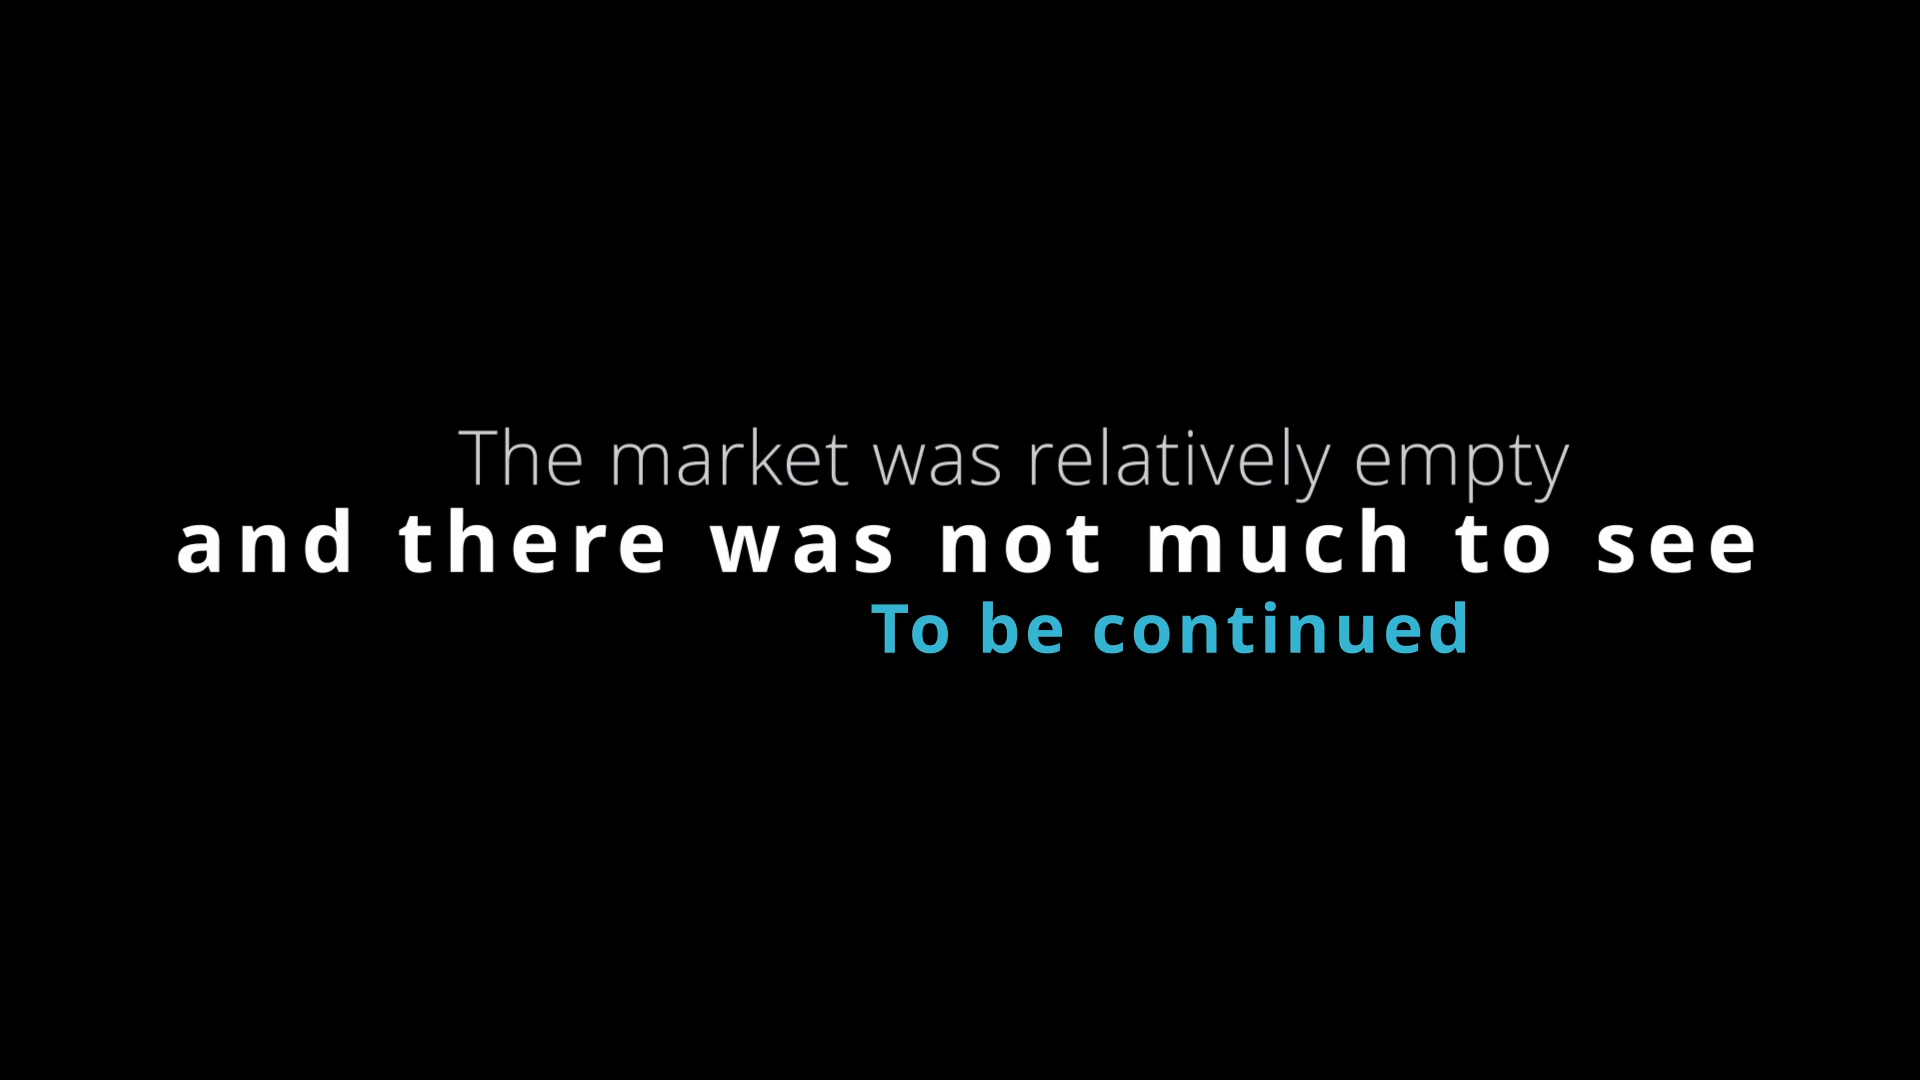 The market was relatively empty
and there was not much to see
To be continued